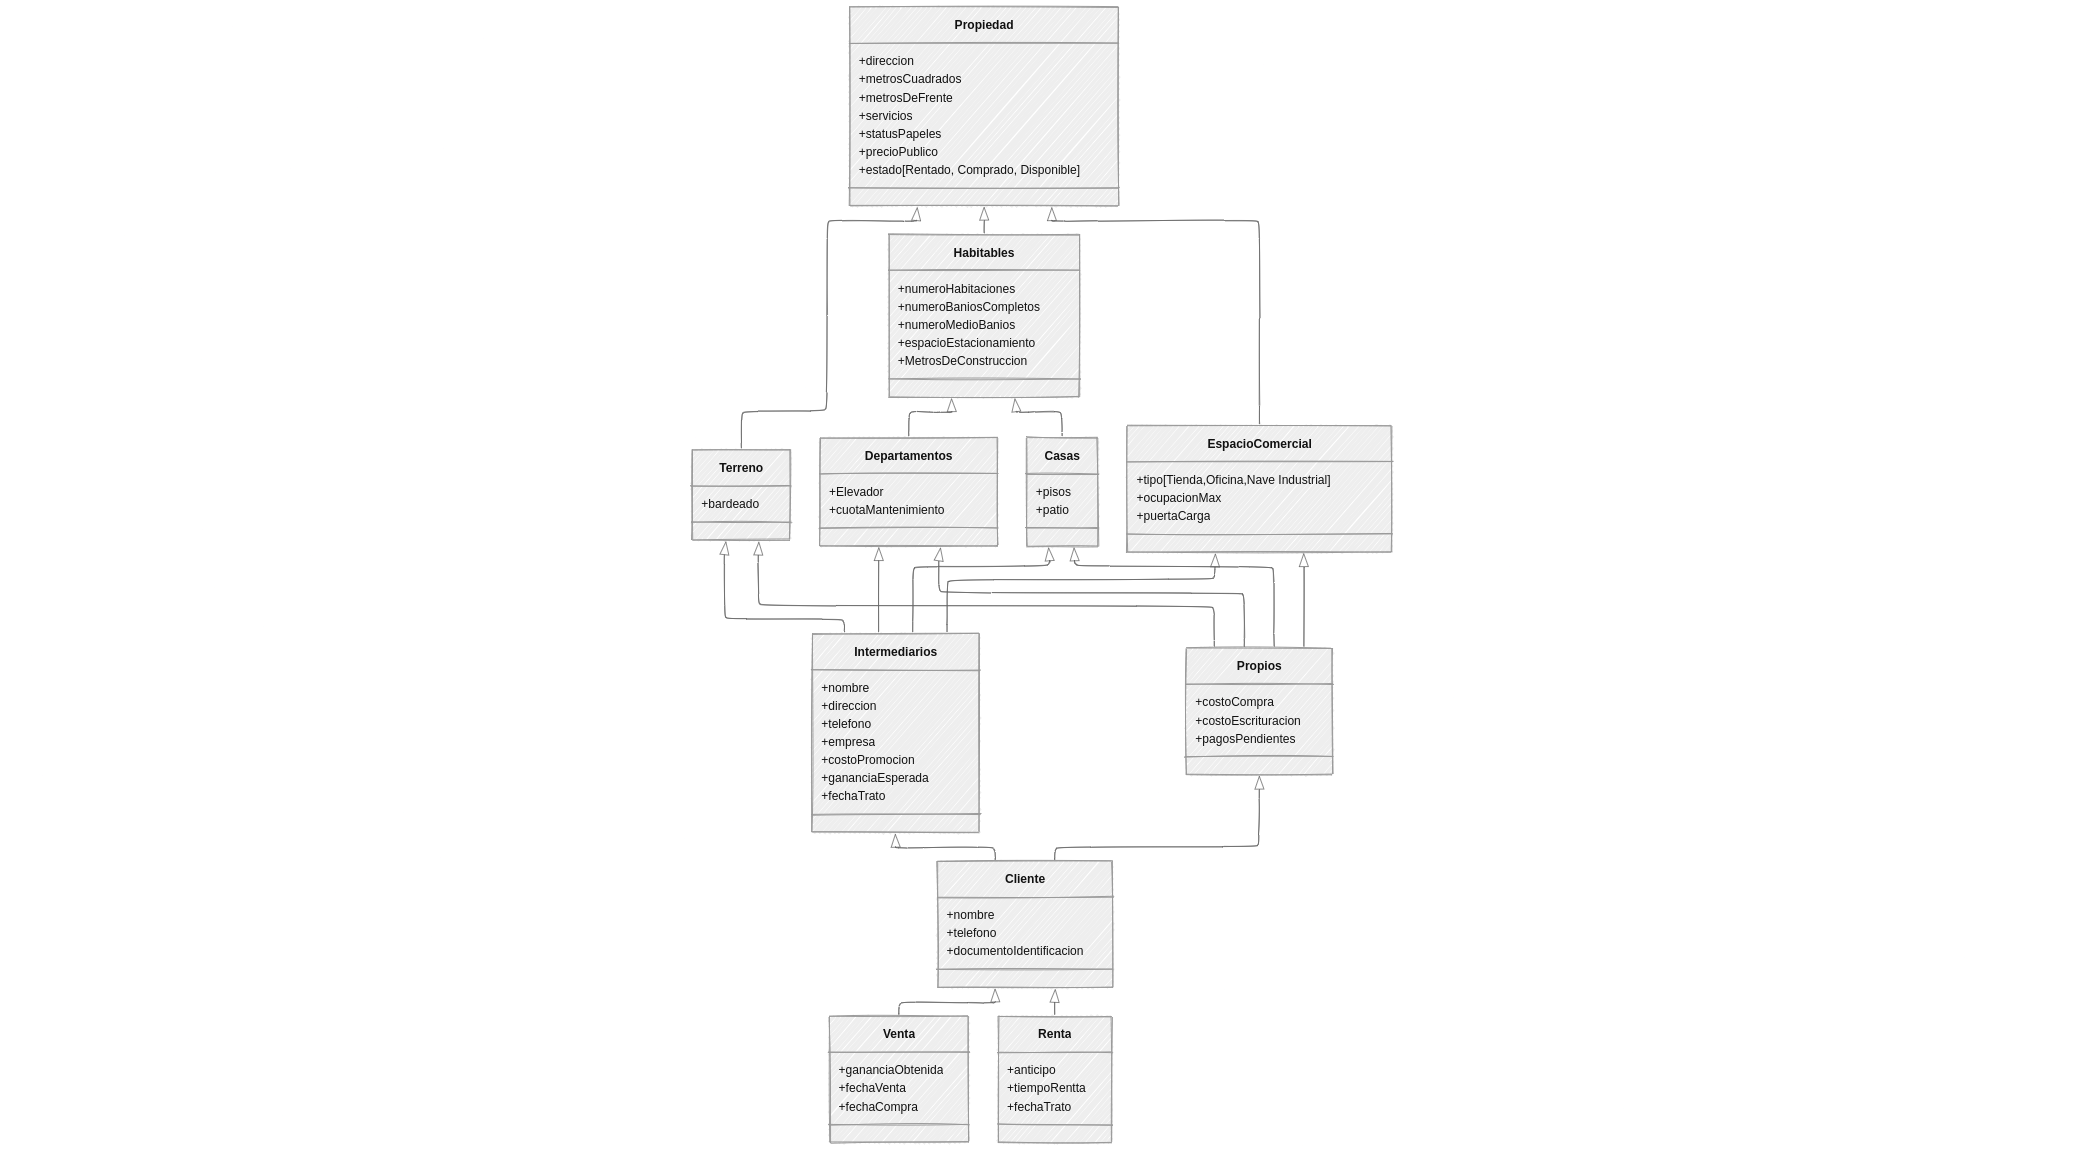 Propiedad
+direccion
+metrosCuadrados
+metrosDeFrente
+servicios
+statusPapeles
+precioPublico
+estado[Rentado, Comprado, Disponible]
Habitables
+numeroHabitaciones
+numeroBaniosCompletos
+numeroMedioBanios
+espacioEstacionamiento
+MetrosDeConstruccion
Terreno
+bardeado
Departamentos
+Elevador
+cuotaMantenimiento
Casas
+pisos
+patio
EspacioComercial
+tipo[Tienda,Oficina,Nave Industrial]
+ocupacionMax
+puertaCarga
Intermediarios
+nombre
+direccion
+telefono
+empresa
+costoPromocion
+gananciaEsperada
+fechaTrato
Propios
+costoCompra
+costoEscrituracion
+pagosPendientes
Cliente
+nombre
+telefono
+documentoIdentificacion
Venta
+gananciaObtenida
+fechaVenta
+fechaCompra
Renta
+anticipo
+tiempoRentta
+fechaTrato